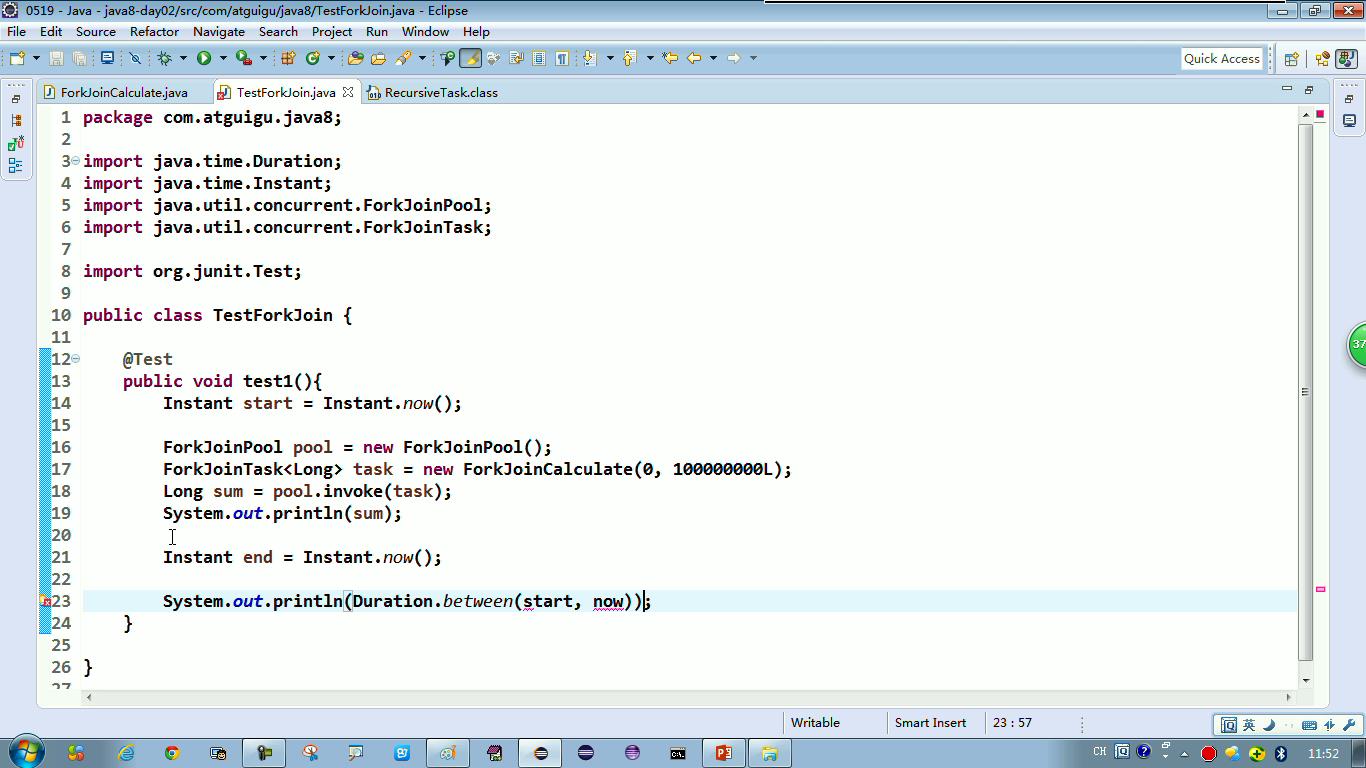 0519 - Java - java8-day02/src/com/atguigu/java8/TestForkJoin.java - Eclipse
File Edit Source Refactor Navigate Search Project Run Window Help
Quick Access
ForkJoinCalculate.java TestForkJoin.java RecursiveTask.class
1 package com.atguigu.java8;
2
3 import java.time.Duration;
4 import java.time.Instant;
5 import java.util.concurrent.ForkJoinPool;
6 import java.util.concurrent.ForkJoinTask;
7
8 import org.junit.Test;
9
10 public class TestForkJoin {
11
12 @Test
13 public void test1(){
14 Instant start = Instant.now();
15
16 ForkJoinPool pool = new ForkJoinPool();
17 ForkJoinTask<Long> task = new ForkJoinCalculate(0, 100000000L);
18 Long sum = pool.invoke(task);
19 System.out.println(sum);
20
21 Instant end = Instant.now();
22
23 System.out.println(Duration.between(start, now));
24 }
25
26 }
27
37
Writable Smart Insert 23 : 57
英
CH 11:52